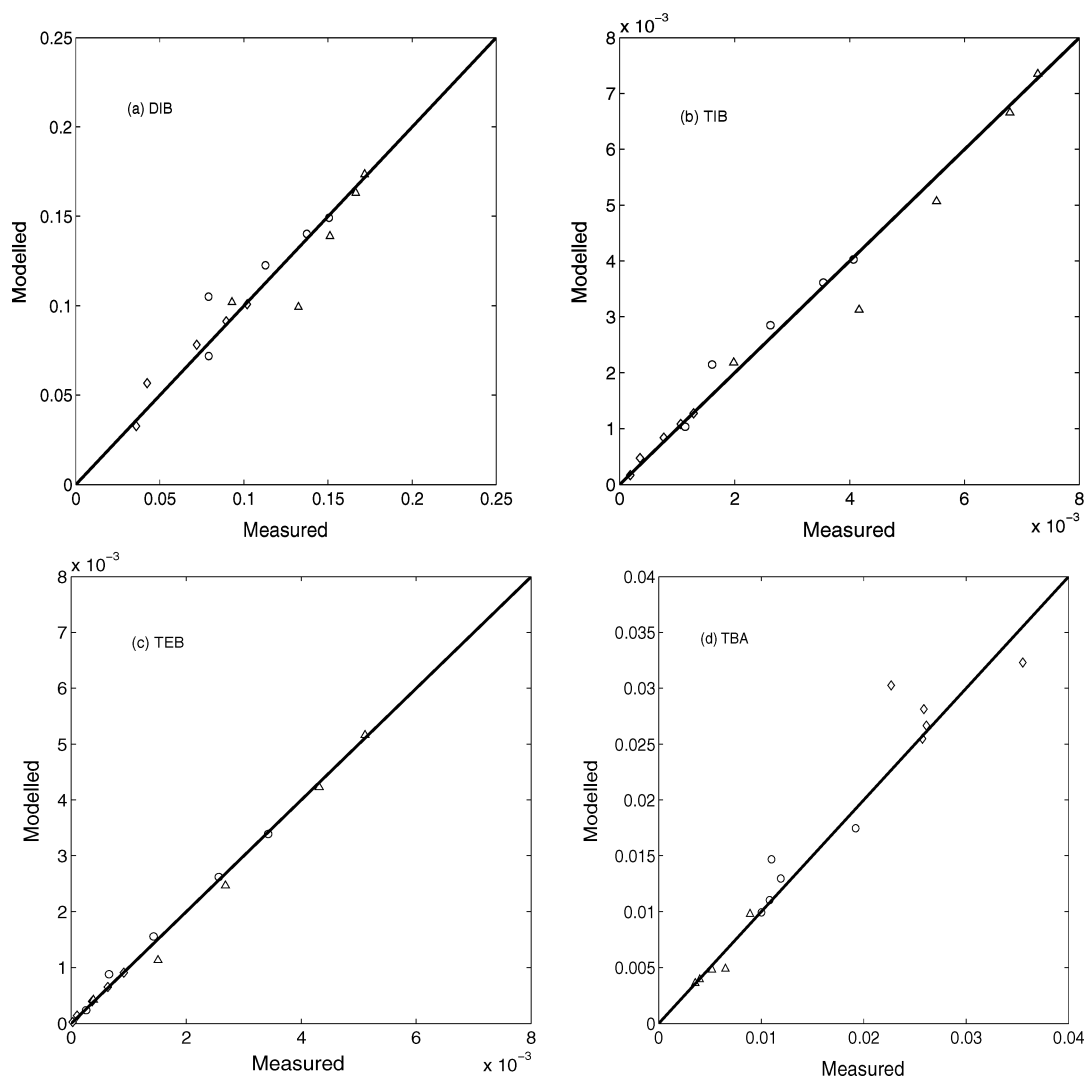 (a) DIB
0.25
0.2
0.15
0.1
0.05
0
Modelled
0 0.05 0.1 0.15 0.2 0.25
Measured
x 10⁻³
(b) TIB
8
7
6
5
4
3
2
1
0
Modelled
0 2 4 6 8
Measured
x 10⁻³
x 10⁻³
(c) TEB
8
7
6
5
4
3
2
1
0
Modelled
0 2 4 6 8
Measured
x 10⁻³
(d) TBA
0.04
0.035
0.03
0.025
0.02
0.015
0.01
0.005
0
Modelled
0 0.01 0.02 0.03 0.04
Measured